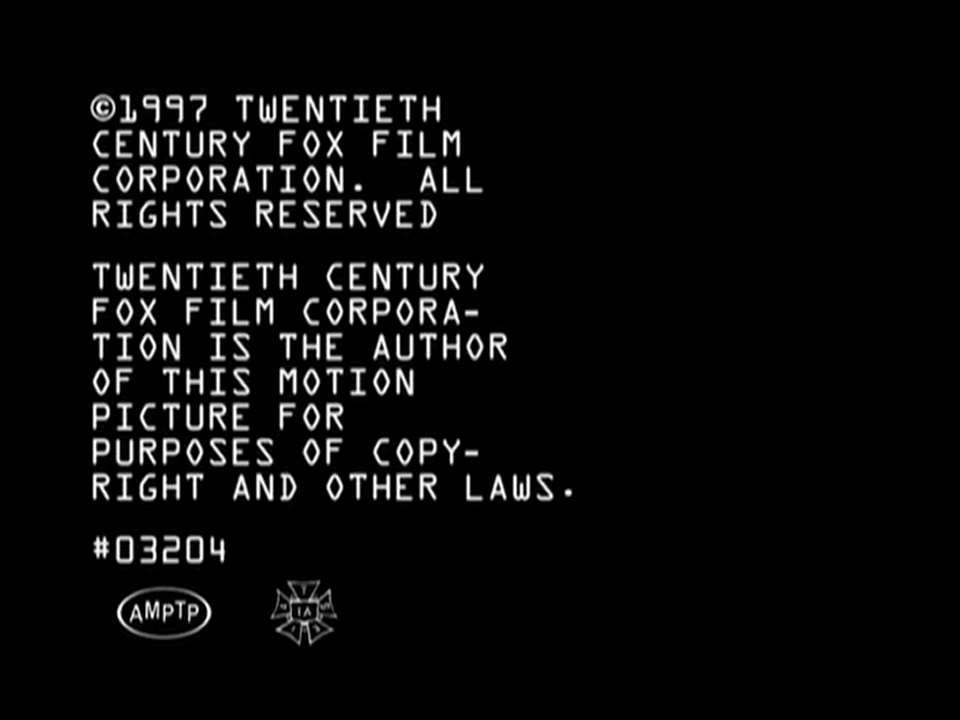 ©1997 TWENTIETH
CENTURY FOX FILM
CORPORATION.  ALL
RIGHTS RESERVED
TWENTIETH CENTURY
FOX FILM CORPORA-
TION IS THE AUTHOR
OF THIS MOTION
PICTURE FOR
PURPOSES OF COPY-
RIGHT AND OTHER LAWS.
#03204
AMPTP
IA